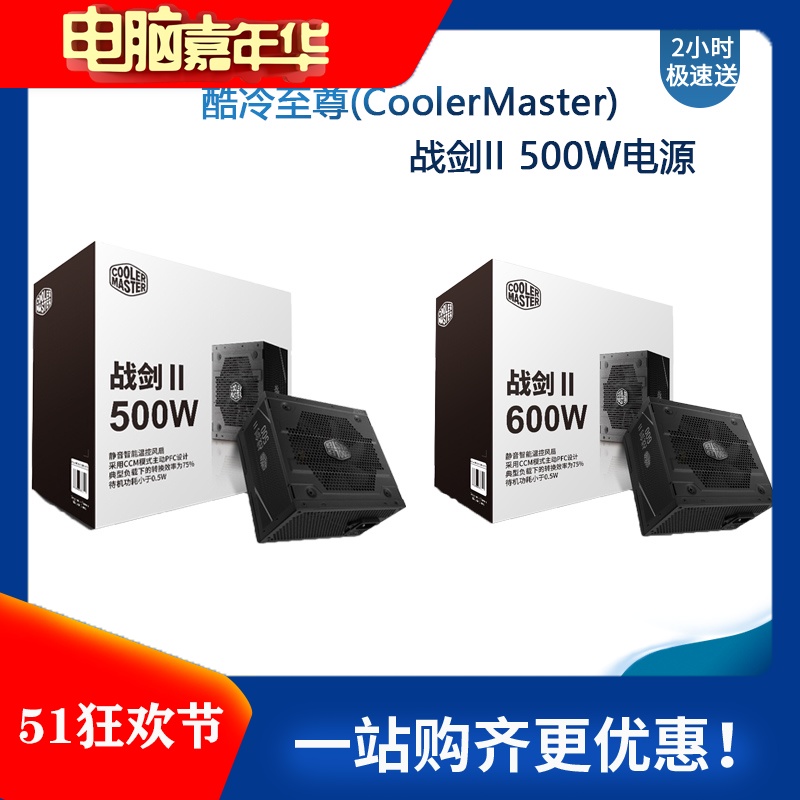 电脑嘉年华
2小时
极速送
酷冷至尊(CoolerMaster)
战剑II 500W电源
COOLER
MASTER
战剑 II
500W
静音智能温控风扇
采用CCM模式主动PFC设计
典型负载下的转换效率为75%
待机功耗小于0.5W
COOLER
MASTER
战剑 II
600W
静音智能温控风扇
采用CCM模式主动PFC设计
典型负载下的转换效率为75%
待机功耗小于0.5W
51狂欢节
一站购齐更优惠！